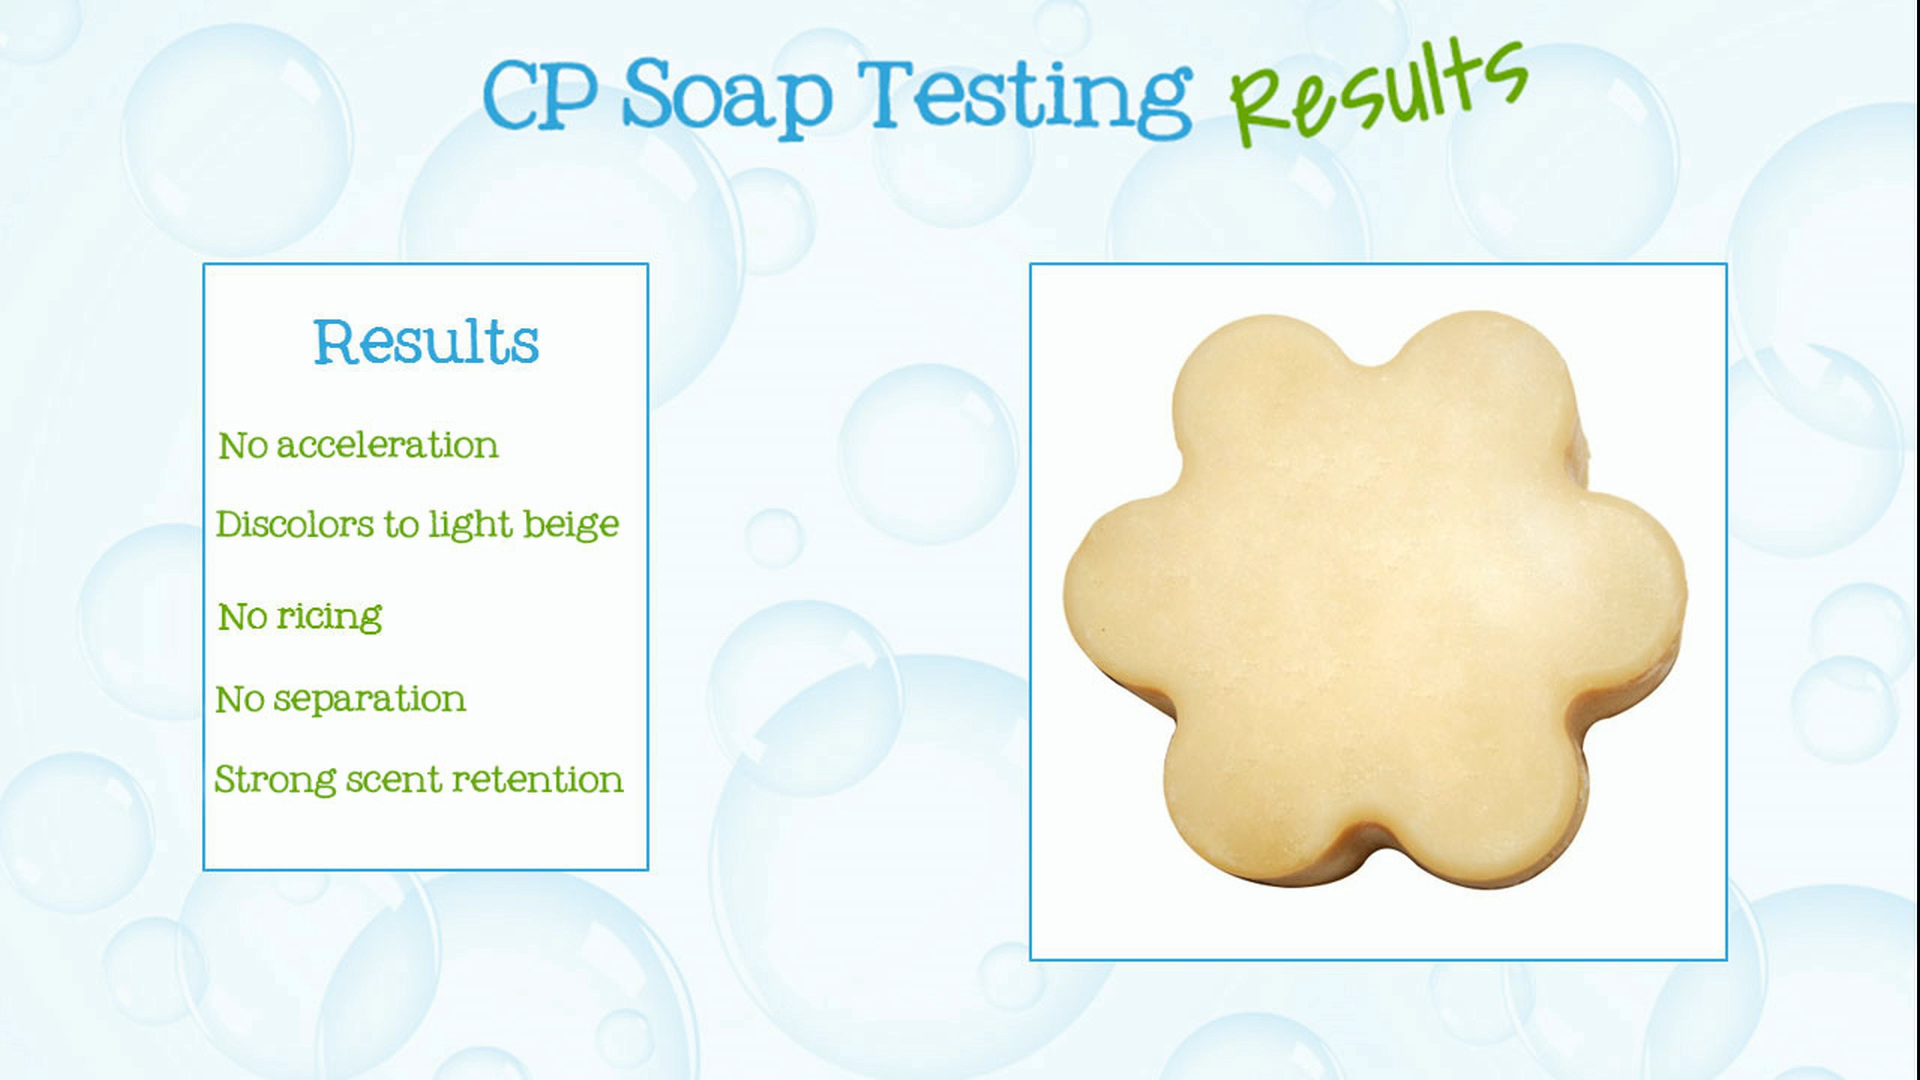 CP Soap Testing Results
Results
No acceleration
Discolors to light beige
No ricing
No separation
Strong scent retention